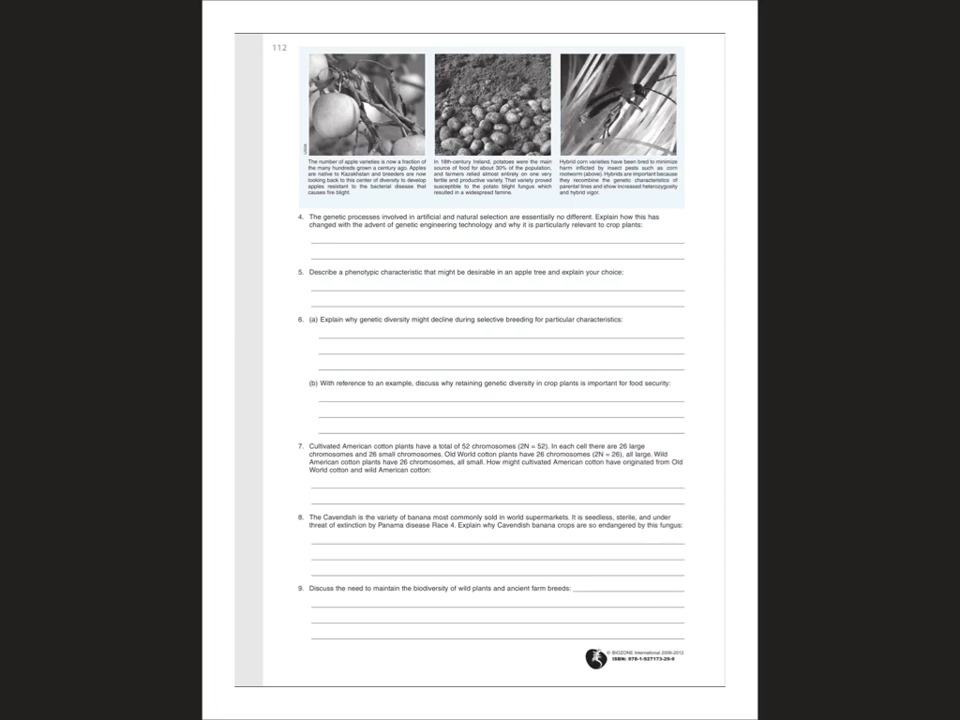 112
USDA
The number of apple varieties is now a fraction of
the many hundreds grown a century ago. Apples
are native to Kazakhstan and breeders are now
looking back to this center of diversity to develop
apples resistant to the bacterial disease that
causes fire blight.
In 18th-century Ireland, potatoes were the main
source of food for about 30% of the population,
and farmers relied almost entirely on one very
fertile and productive variety. That variety proved
susceptible to the potato blight fungus which
resulted in a widespread famine.
Hybrid corn varieties have been bred to minimize
harm inflicted by insect pests such as corn
rootworm (above). Hybrids are important because
they recombine the genetic characteristics of
parental lines and show increased heterozygosity
and hybrid vigor.
4. The genetic processes involved in artificial and natural selection are essentially no different. Explain how this has
changed with the advent of genetic engineering technology and why it is particularly relevant to crop plants:
5. Describe a phenotypic characteristic that might be desirable in an apple tree and explain your choice:
6. (a) Explain why genetic diversity might decline during selective breeding for particular characteristics:
(b) With reference to an example, discuss why retaining genetic diversity in crop plants is important for food security:
7. Cultivated American cotton plants have a total of 52 chromosomes (2N = 52). In each cell there are 26 large
chromosomes and 26 small chromosomes. Old World cotton plants have 26 chromosomes (2N = 26), all large. Wild
American cotton plants have 26 chromosomes, all small. How might cultivated American cotton have originated from Old
World cotton and wild American cotton:
8. The Cavendish is the variety of banana most commonly sold in world supermarkets. It is seedless, sterile, and under
threat of extinction by Panama disease Race 4. Explain why Cavendish banana crops are so endangered by this fungus:
9. Discuss the need to maintain the biodiversity of wild plants and ancient farm breeds:
© BIOZONE International 2006-2012
ISBN: 978-1-927173-29-9